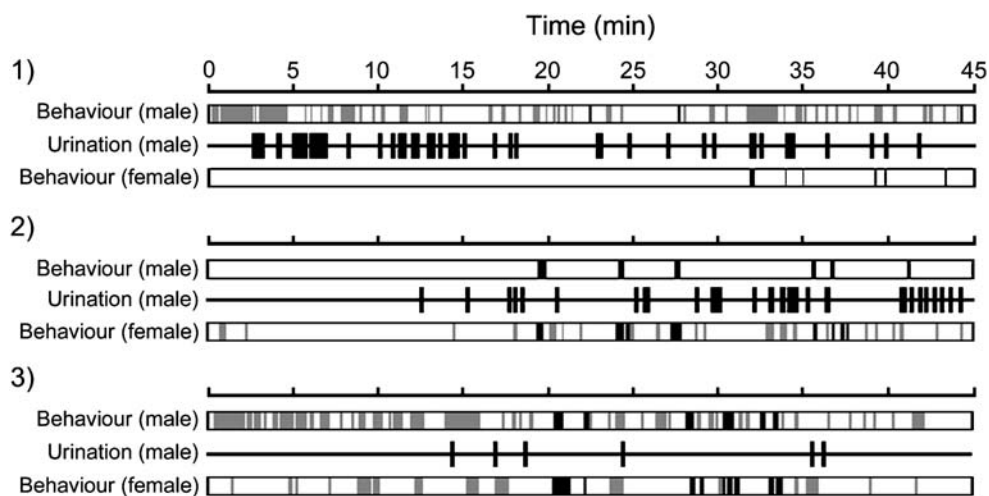 Time (min)
1) 0 5 10 15 20 25 30 35 40 45
Behaviour (male)
Urination (male)
Behaviour (female)
2)
Behaviour (male)
Urination (male)
Behaviour (female)
3)
Behaviour (male)
Urination (male)
Behaviour (female)